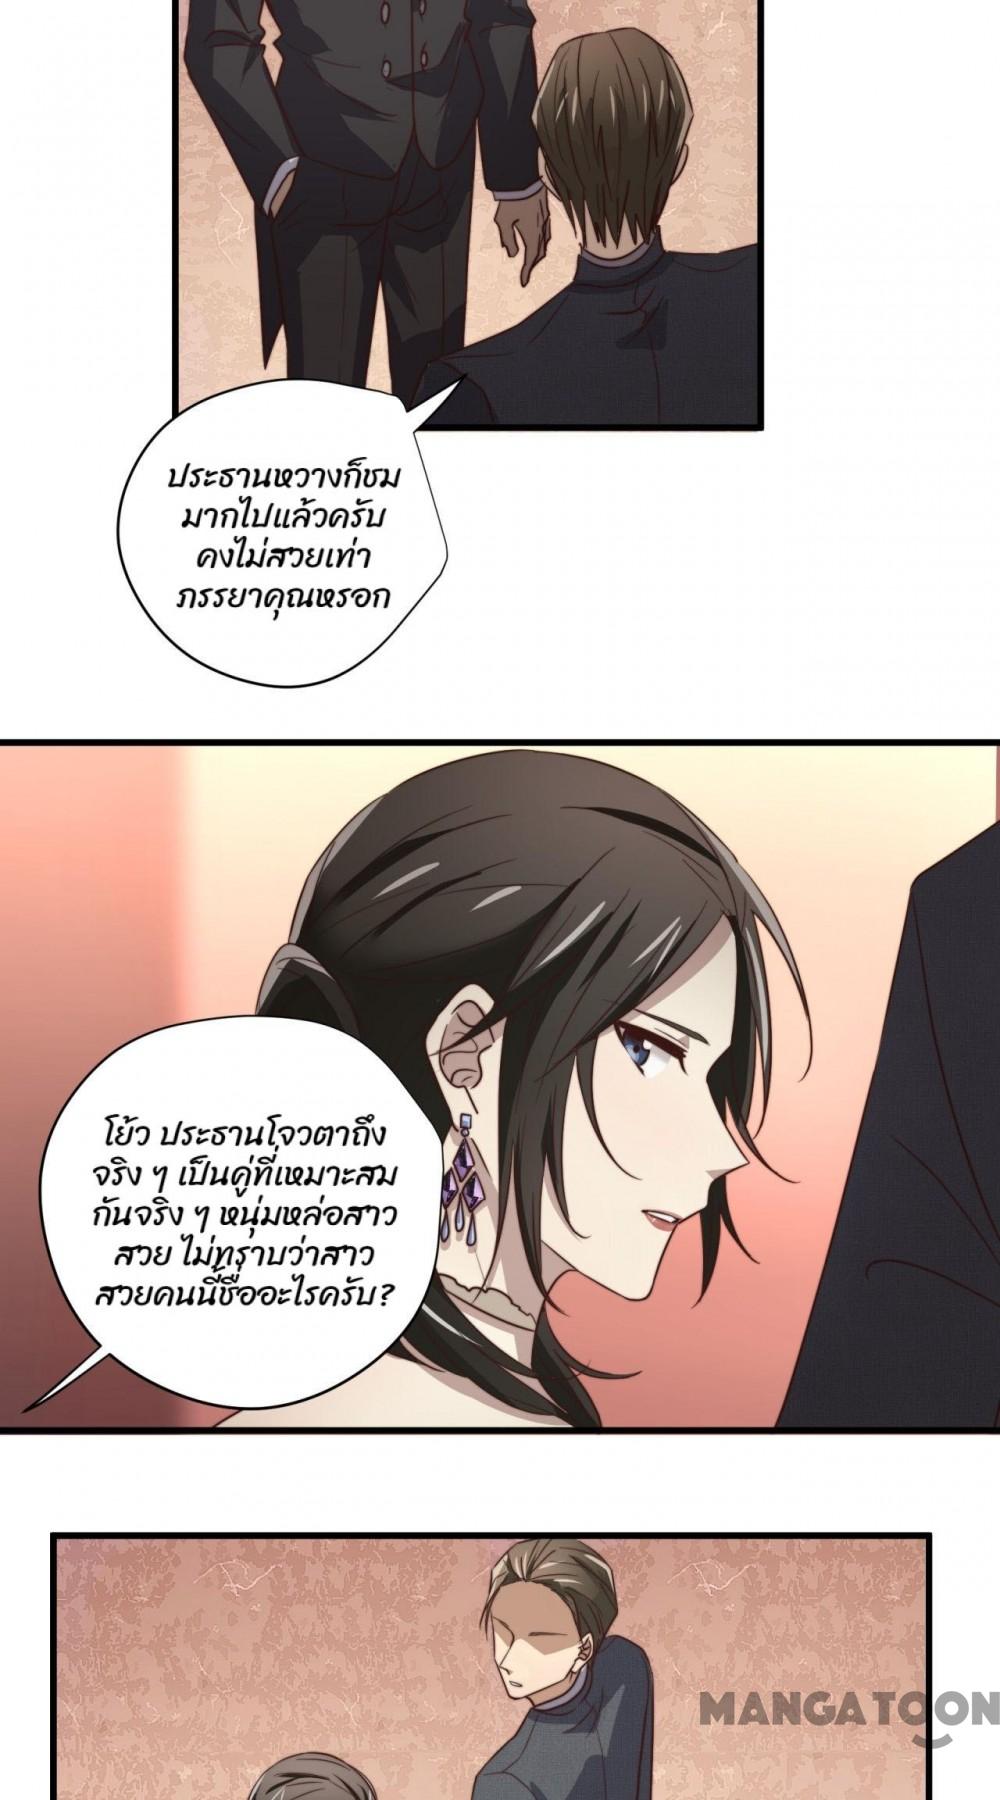 ประธานหวางก็ชม
มากไปแล้วครับ
คงไม่สวยเท่า
ภรรยาคุณหรอก
โย้ว ประธานโจวตาถึง
จริง ๆ เป็นคู่ที่เหมาะสม
กันจริง ๆ หนุ่มหล่อสาว
สวย ไม่ทราบว่าสาว
สวยคนนี้ชื่ออะไรครับ?
MANGATOON